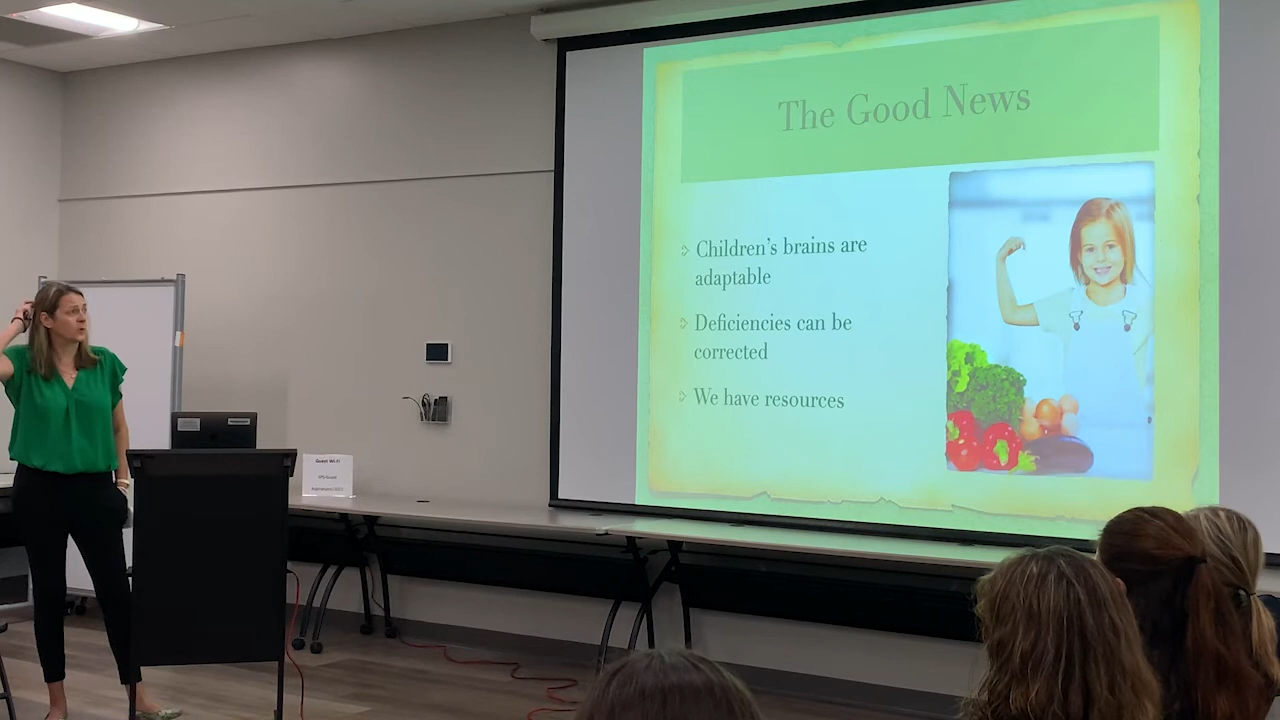 The Good News
Children's brains are
adaptable
Deficiencies can be
corrected
We have resources
Guest Wi-Fi